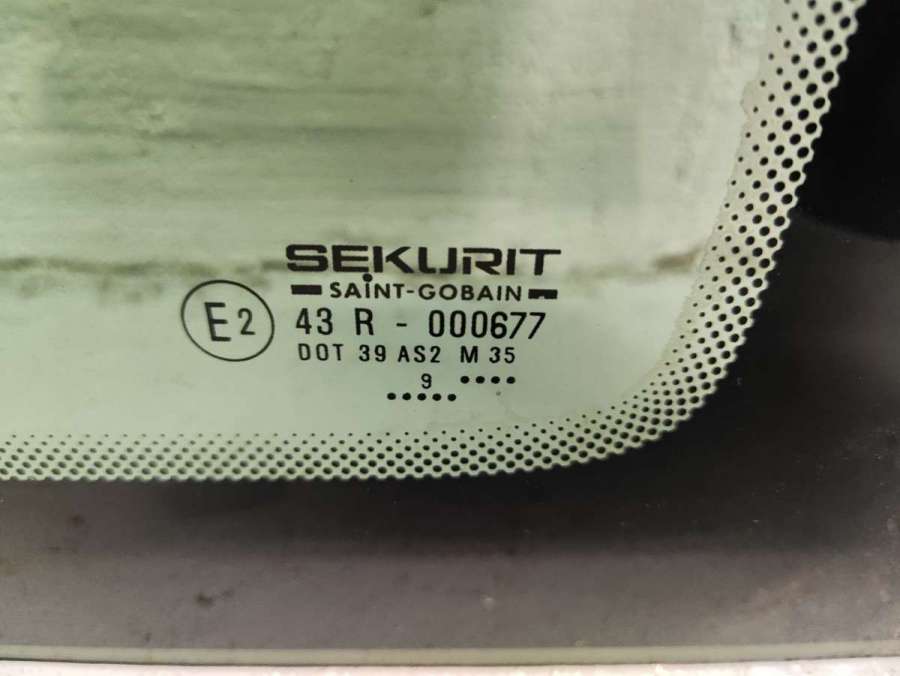 SEKURIT
SAINT-GOBAIN
E2
43 R - 000677
DOT 39 AS2 M 35
9 ••••
•••••